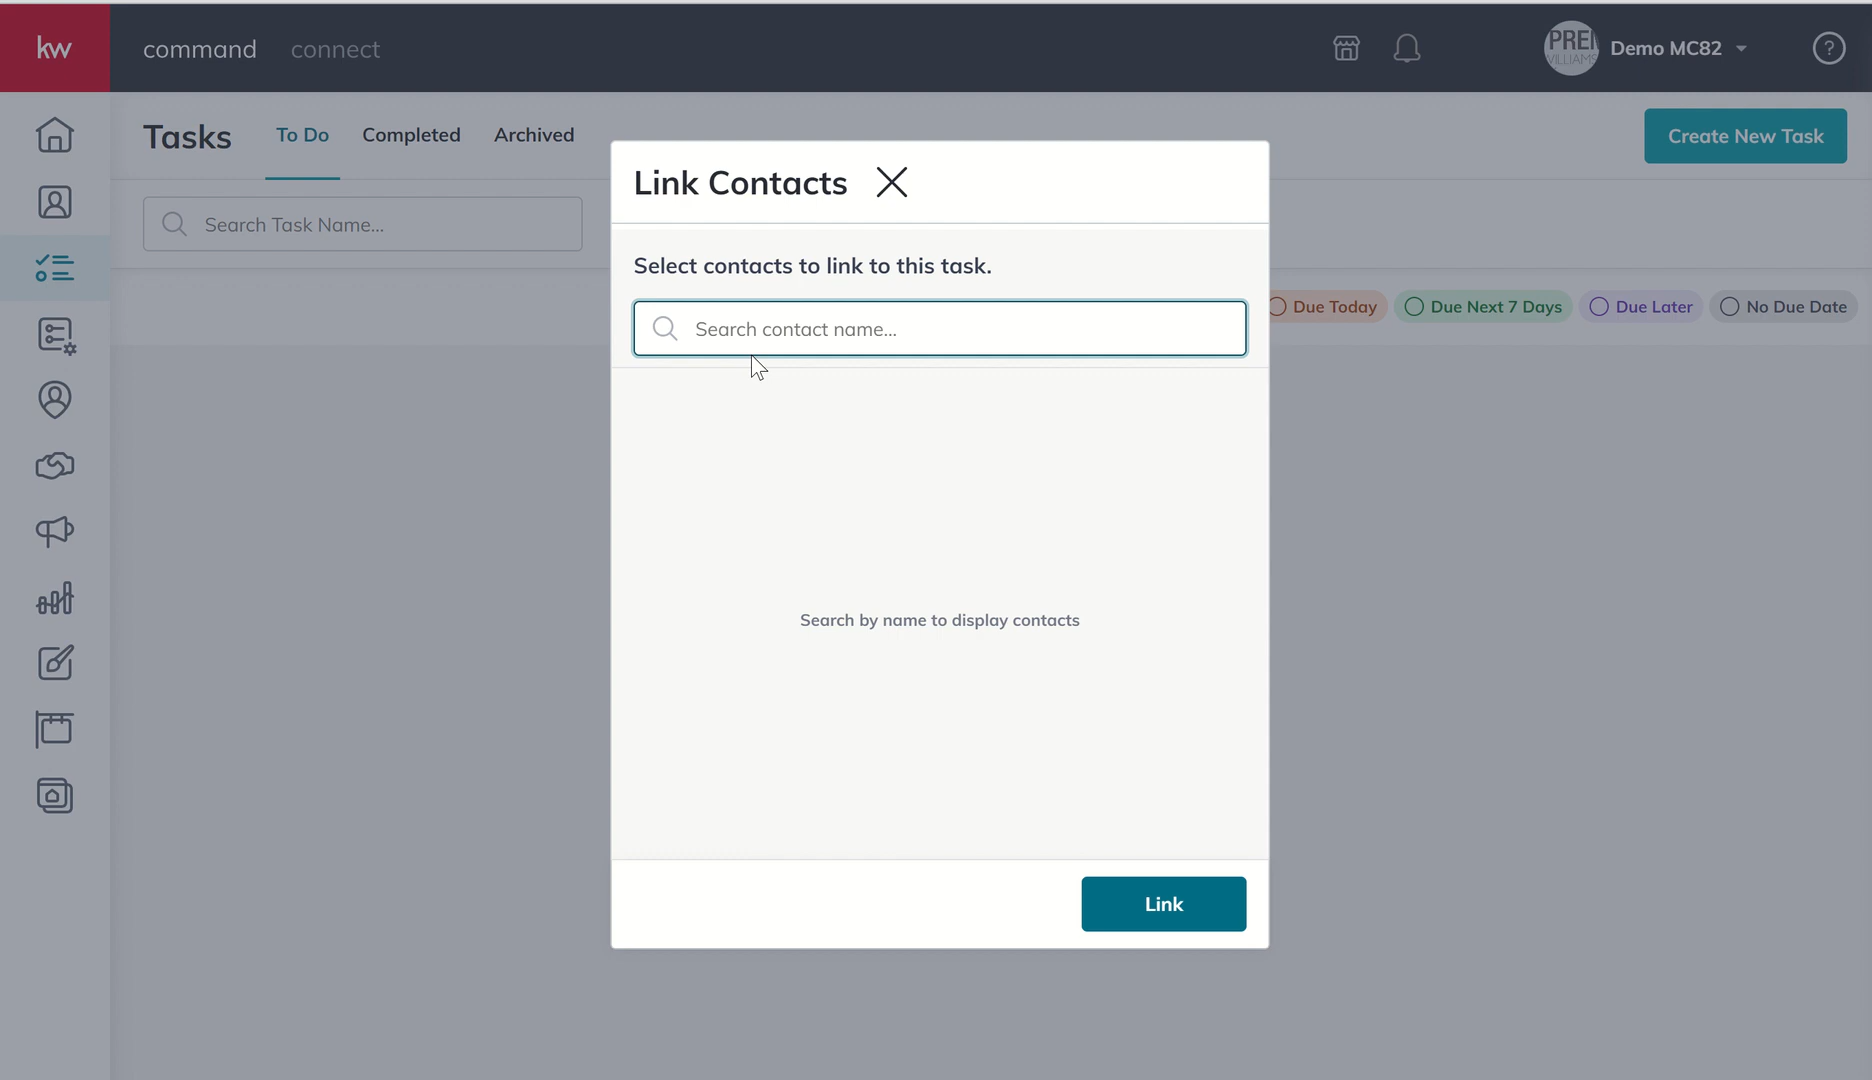 kw command connect Demo MC82 ?
PREI
VILLIAMS
Tasks To Do Completed Archived Create New Task
Search Task Name...
Link Contacts
Select contacts to link to this task.
Search contact name...
Due Today Due Next 7 Days Due Later No Due Date
Search by name to display contacts
Link